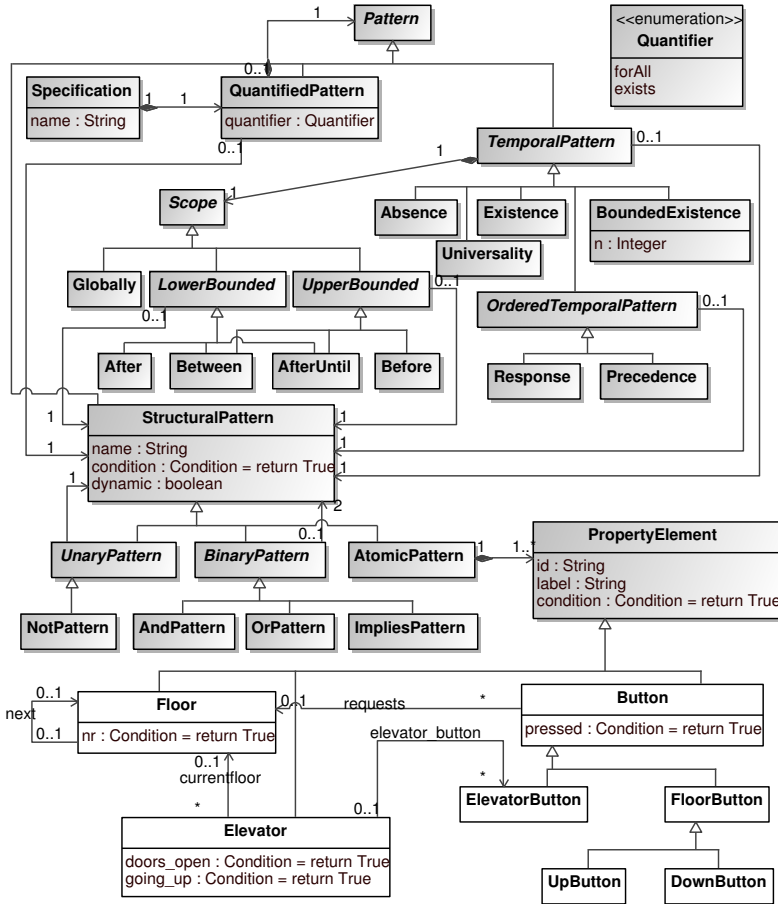 1
Pattern
<<enumeration>>
Quantifier
forAll
exists
0..1
Specification
name : String
1
1
QuantifiedPattern
quantifier : Quantifier
0..1
TemporalPattern
0..1
1
1
Scope
Absence
Existence
BoundedExistence
n : Integer
Universality
Globally
LowerBounded
UpperBounded
0..1
0..1
OrderedTemporalPattern
0..1
After
Between
AfterUntil
Before
Response
Precedence
StructuralPattern
name : String
condition : Condition = return True
dynamic : boolean
1
1
1
1
1
1
2
0..1
UnaryPattern
BinaryPattern
AtomicPattern
1
1..*
PropertyElement
id : String
label : String
condition : Condition = return True
NotPattern
AndPattern
OrPattern
ImpliesPattern
0..1
next
0..1
Floor
nr : Condition = return True
0..1
requests
*
Button
pressed : Condition = return True
elevator_button
0..1
currentfloor
*
*
0..1
ElevatorButton
FloorButton
Elevator
doors_open : Condition = return True
going_up : Condition = return True
UpButton
DownButton